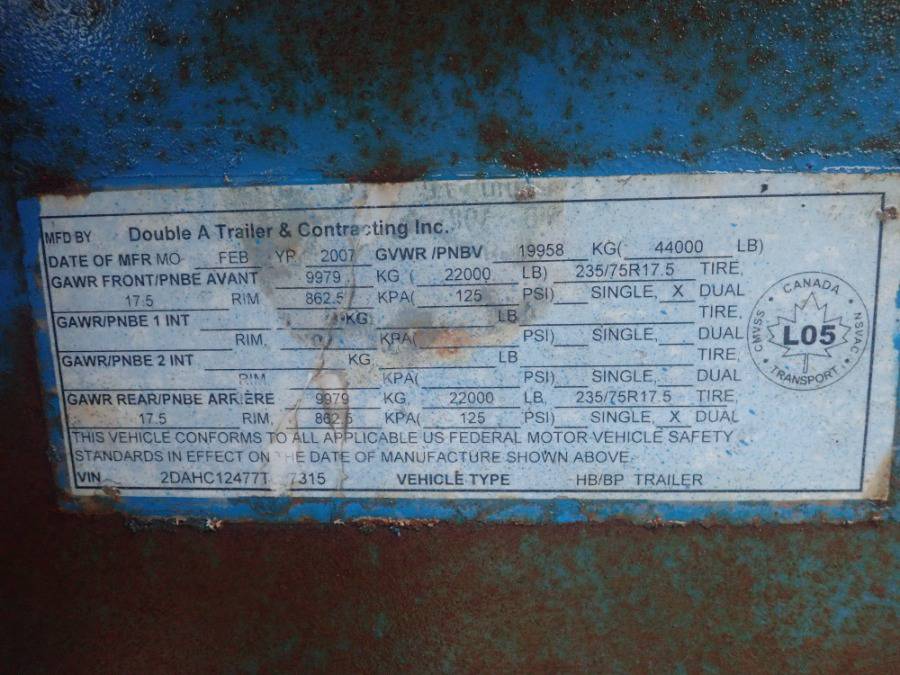 MFD BY Double A Trailer & Contracting Inc.
DATE OF MFR MO FEB YR 2007 GVWR /PNBV 19958 KG( 44000 LB)
GAWR FRONT/PNBE AVANT 9979 KG ( 22000 LB) 235/75R17.5 TIRE,
17.5 RIM 862.5 KPA( 125 PSI) SINGLE, X DUAL
GAWR/PNBE 1 INT KG LB TIRE,
RIM, KPA( PSI) SINGLE, DUAL
GAWR/PNBE 2 INT KG LB TIRE,
RIM KPA( PSI) SINGLE, DUAL
GAWR REAR/PNBE ARRIERE 9979 KG, 22000 LB, 235/75R17.5 TIRE,
17.5 RIM, 862.5 KPA( 125 PSI) SINGLE, X DUAL
THIS VEHICLE CONFORMS TO ALL APPLICABLE US FEDERAL MOTOR VEHICLE SAFETY
STANDARDS IN EFFECT ON THE DATE OF MANUFACTURE SHOWN ABOVE.
VIN 2DAHC12477T 7315 VEHICLE TYPE HB/BP TRAILER
CANADA
CMVSS L05 NSVAC
TRANSPORT